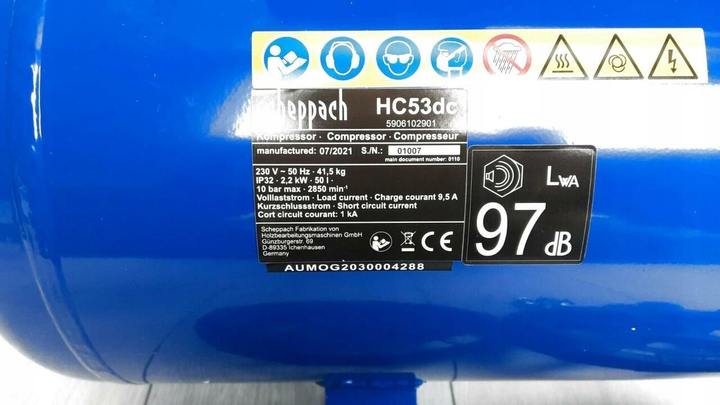 scheppach HC53dc
5906102901
Kompressor · Compressor · Compresseur
manufactured: 07/2021 S./N.: 01007
main document number: 0110
230 V ~ 50 Hz · 41,5 kg
IP32 · 2,2 kW · 50 l ·
10 bar max · 2850 min⁻¹
Volllaststrom · Load current · Charge courant 9,5 A
Kurzschlussstrom · Short circuit current
Cort circuit courant: 1 kA
Scheppach Fabrikation von
Holzbearbeitungsmaschinen GmbH
Günzburgerstr. 69
D-89335 Ichenhausen
Germany
CE
AUMOG2030004288
LWA
97 dB